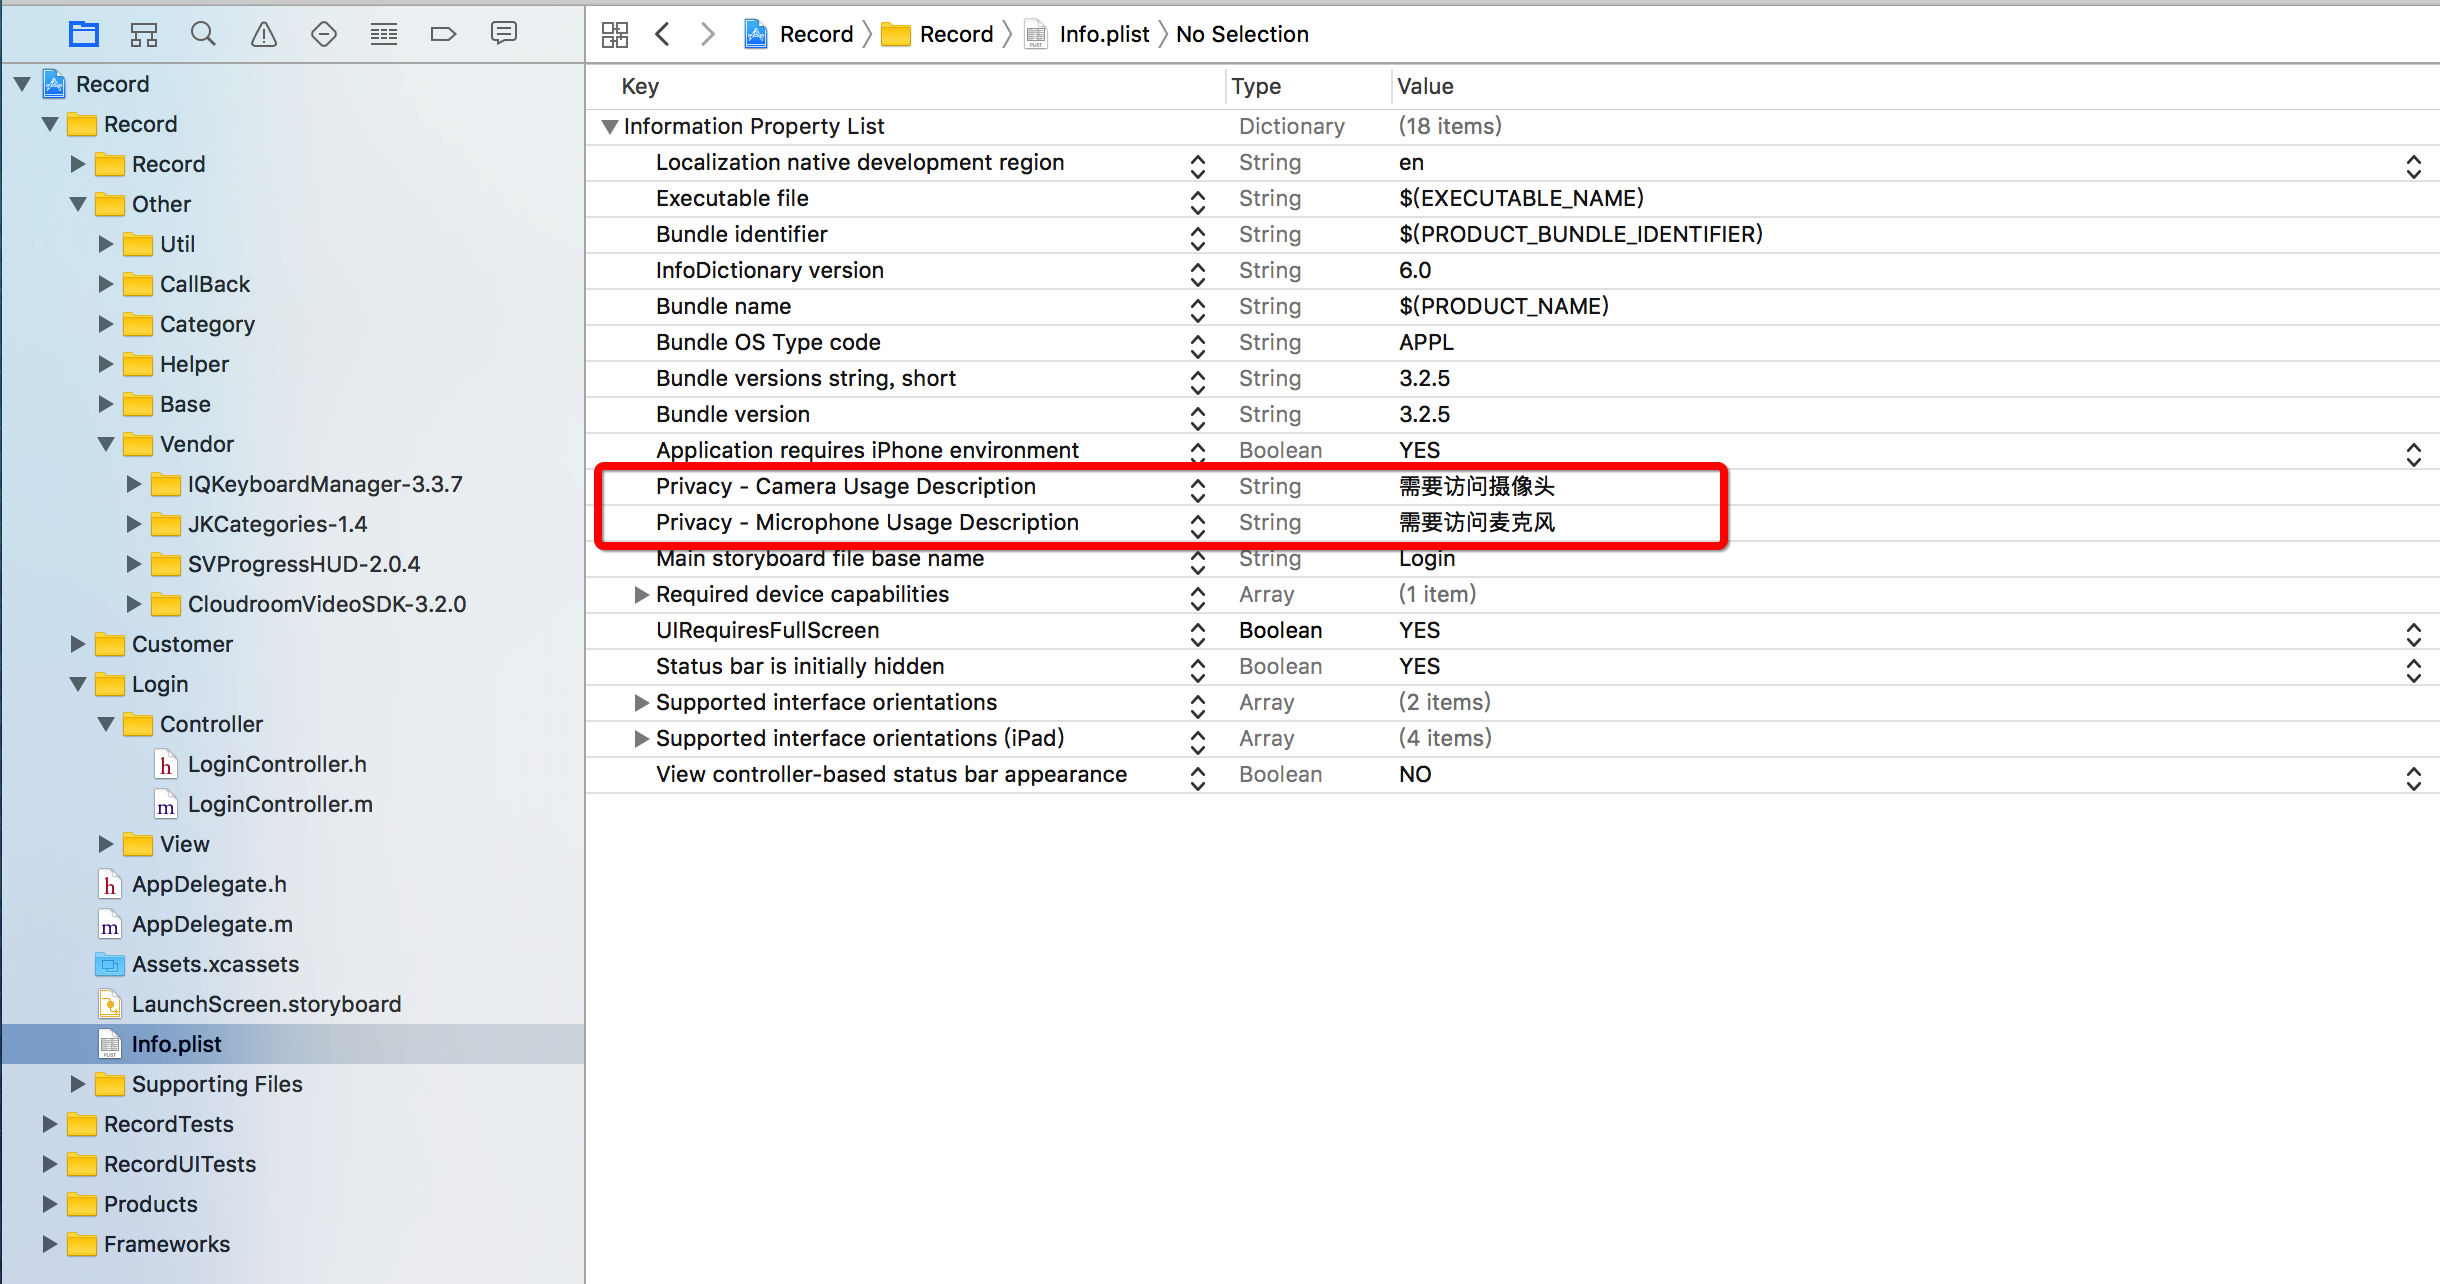 Record Record Info.plist No Selection
Record
Record
Record
Other
Util
CallBack
Category
Helper
Base
Vendor
IQKeyboardManager-3.3.7
JKCategories-1.4
SVProgressHUD-2.0.4
CloudroomVideoSDK-3.2.0
Customer
Login
Controller
h LoginController.h
m LoginController.m
View
h AppDelegate.h
m AppDelegate.m
Assets.xcassets
LaunchScreen.storyboard
Info.plist
Supporting Files
RecordTests
RecordUITests
Products
Frameworks
Key Type Value
Information Property List Dictionary (18 items)
Localization native development region String en
Executable file String $(EXECUTABLE_NAME)
Bundle identifier String $(PRODUCT_BUNDLE_IDENTIFIER)
InfoDictionary version String 6.0
Bundle name String $(PRODUCT_NAME)
Bundle OS Type code String APPL
Bundle versions string, short String 3.2.5
Bundle version String 3.2.5
Application requires iPhone environment Boolean YES
Privacy - Camera Usage Description String 需要访问摄像头
Privacy - Microphone Usage Description String 需要访问麦克风
Main storyboard file base name String Login
Required device capabilities Array (1 item)
UIRequiresFullScreen Boolean YES
Status bar is initially hidden Boolean YES
Supported interface orientations Array (2 items)
Supported interface orientations (iPad) Array (4 items)
View controller-based status bar appearance Boolean NO